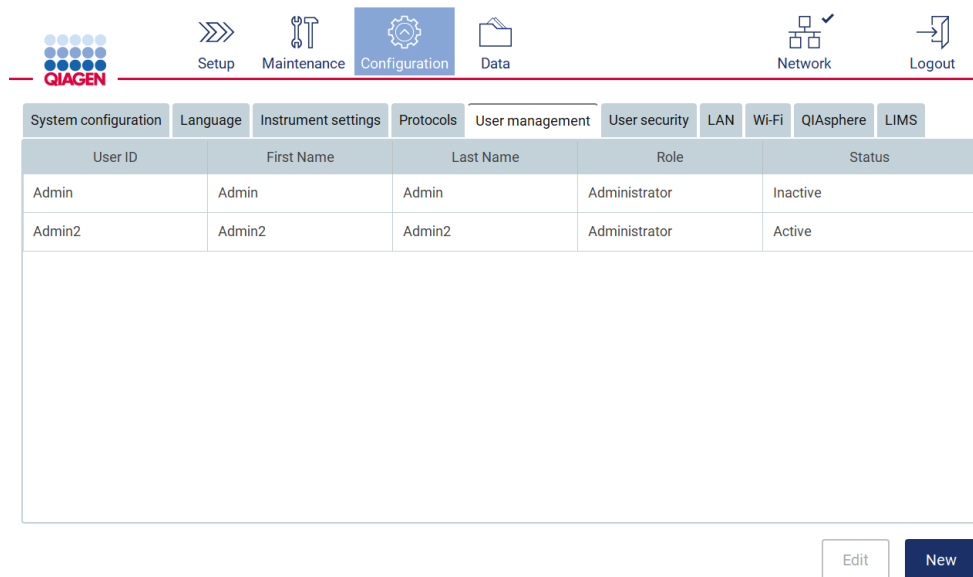 QIAGEN
Setup Maintenance Configuration Data Network Logout
System configuration Language Instrument settings Protocols User management User security LAN Wi-Fi QIAsphere LIMS
User ID First Name Last Name Role Status
Admin Admin Admin Administrator Inactive
Admin2 Admin2 Admin2 Administrator Active
Edit New